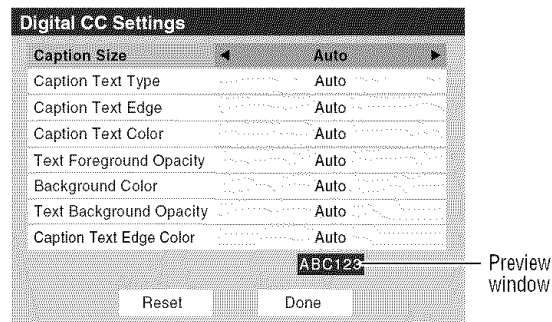 Digital CC Settings
Caption Size Auto
Caption Text Type Auto
Caption Text Edge Auto
Caption Text Color Auto
Text Foreground Opacity Auto
Background Color Auto
Text Background Opacity Auto
Caption Text Edge Color Auto
ABC123
Preview
window
Reset Done